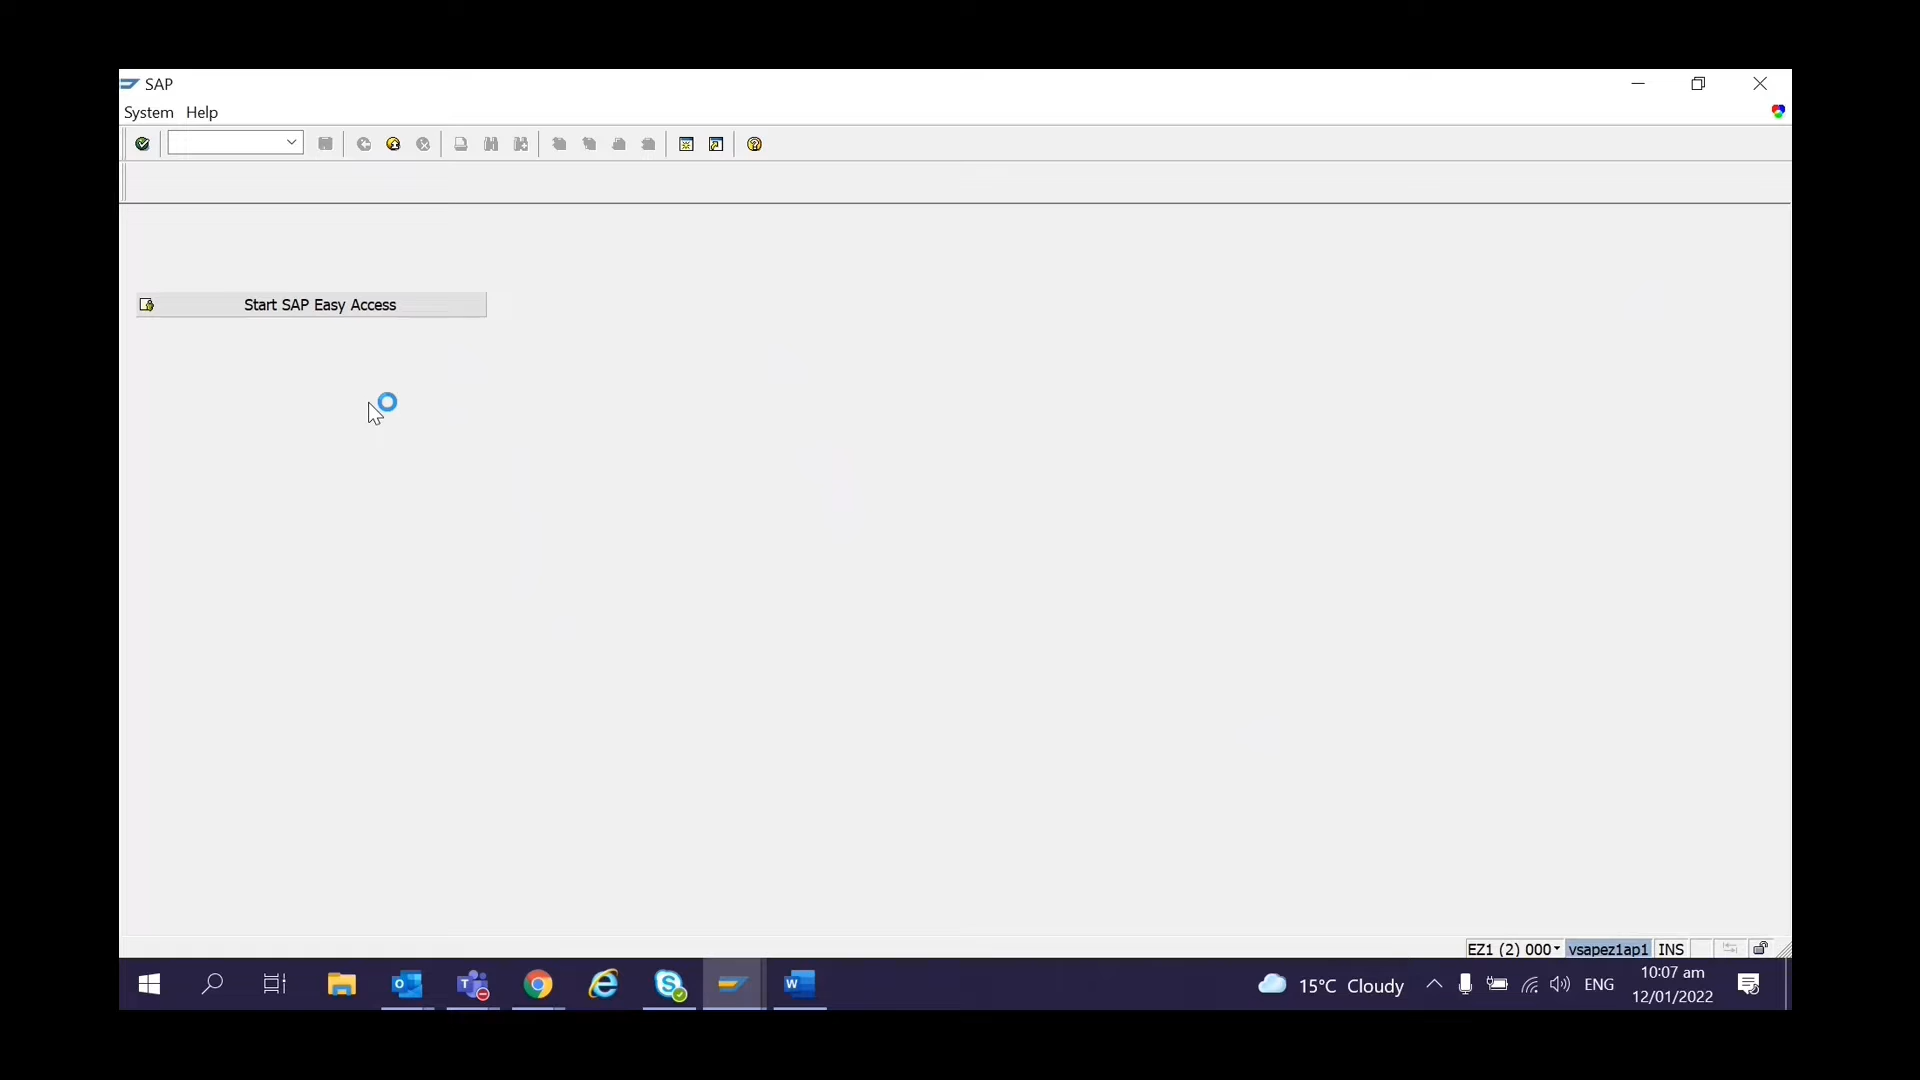 SAP
System Help
Start SAP Easy Access
EZ1 (2) 000 vsapez1ap1 INS
15°C Cloudy ENG 10:07 am
12/01/2022